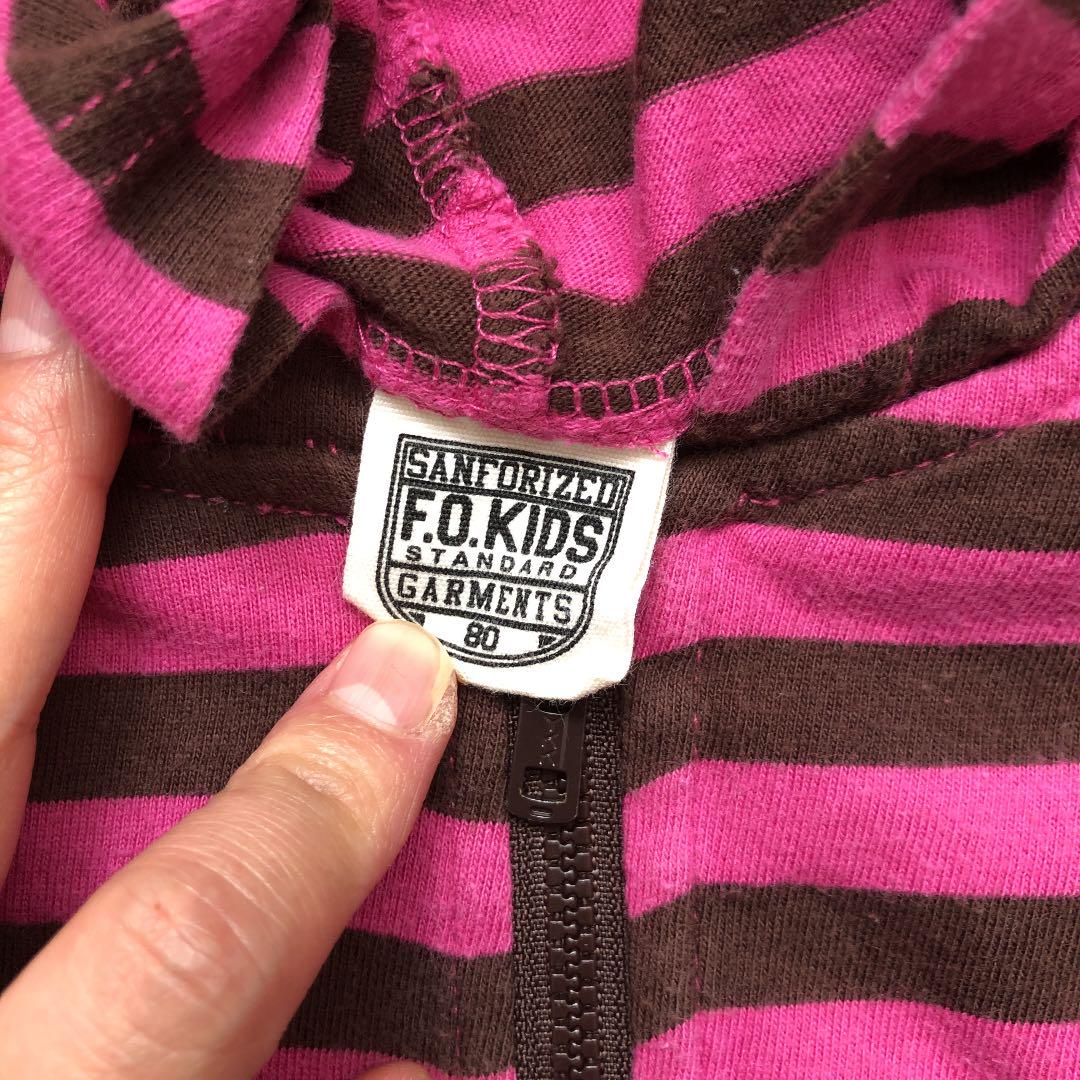 SANFORIZED
F.O.KIDS
STANDARD
GARMENTS
80